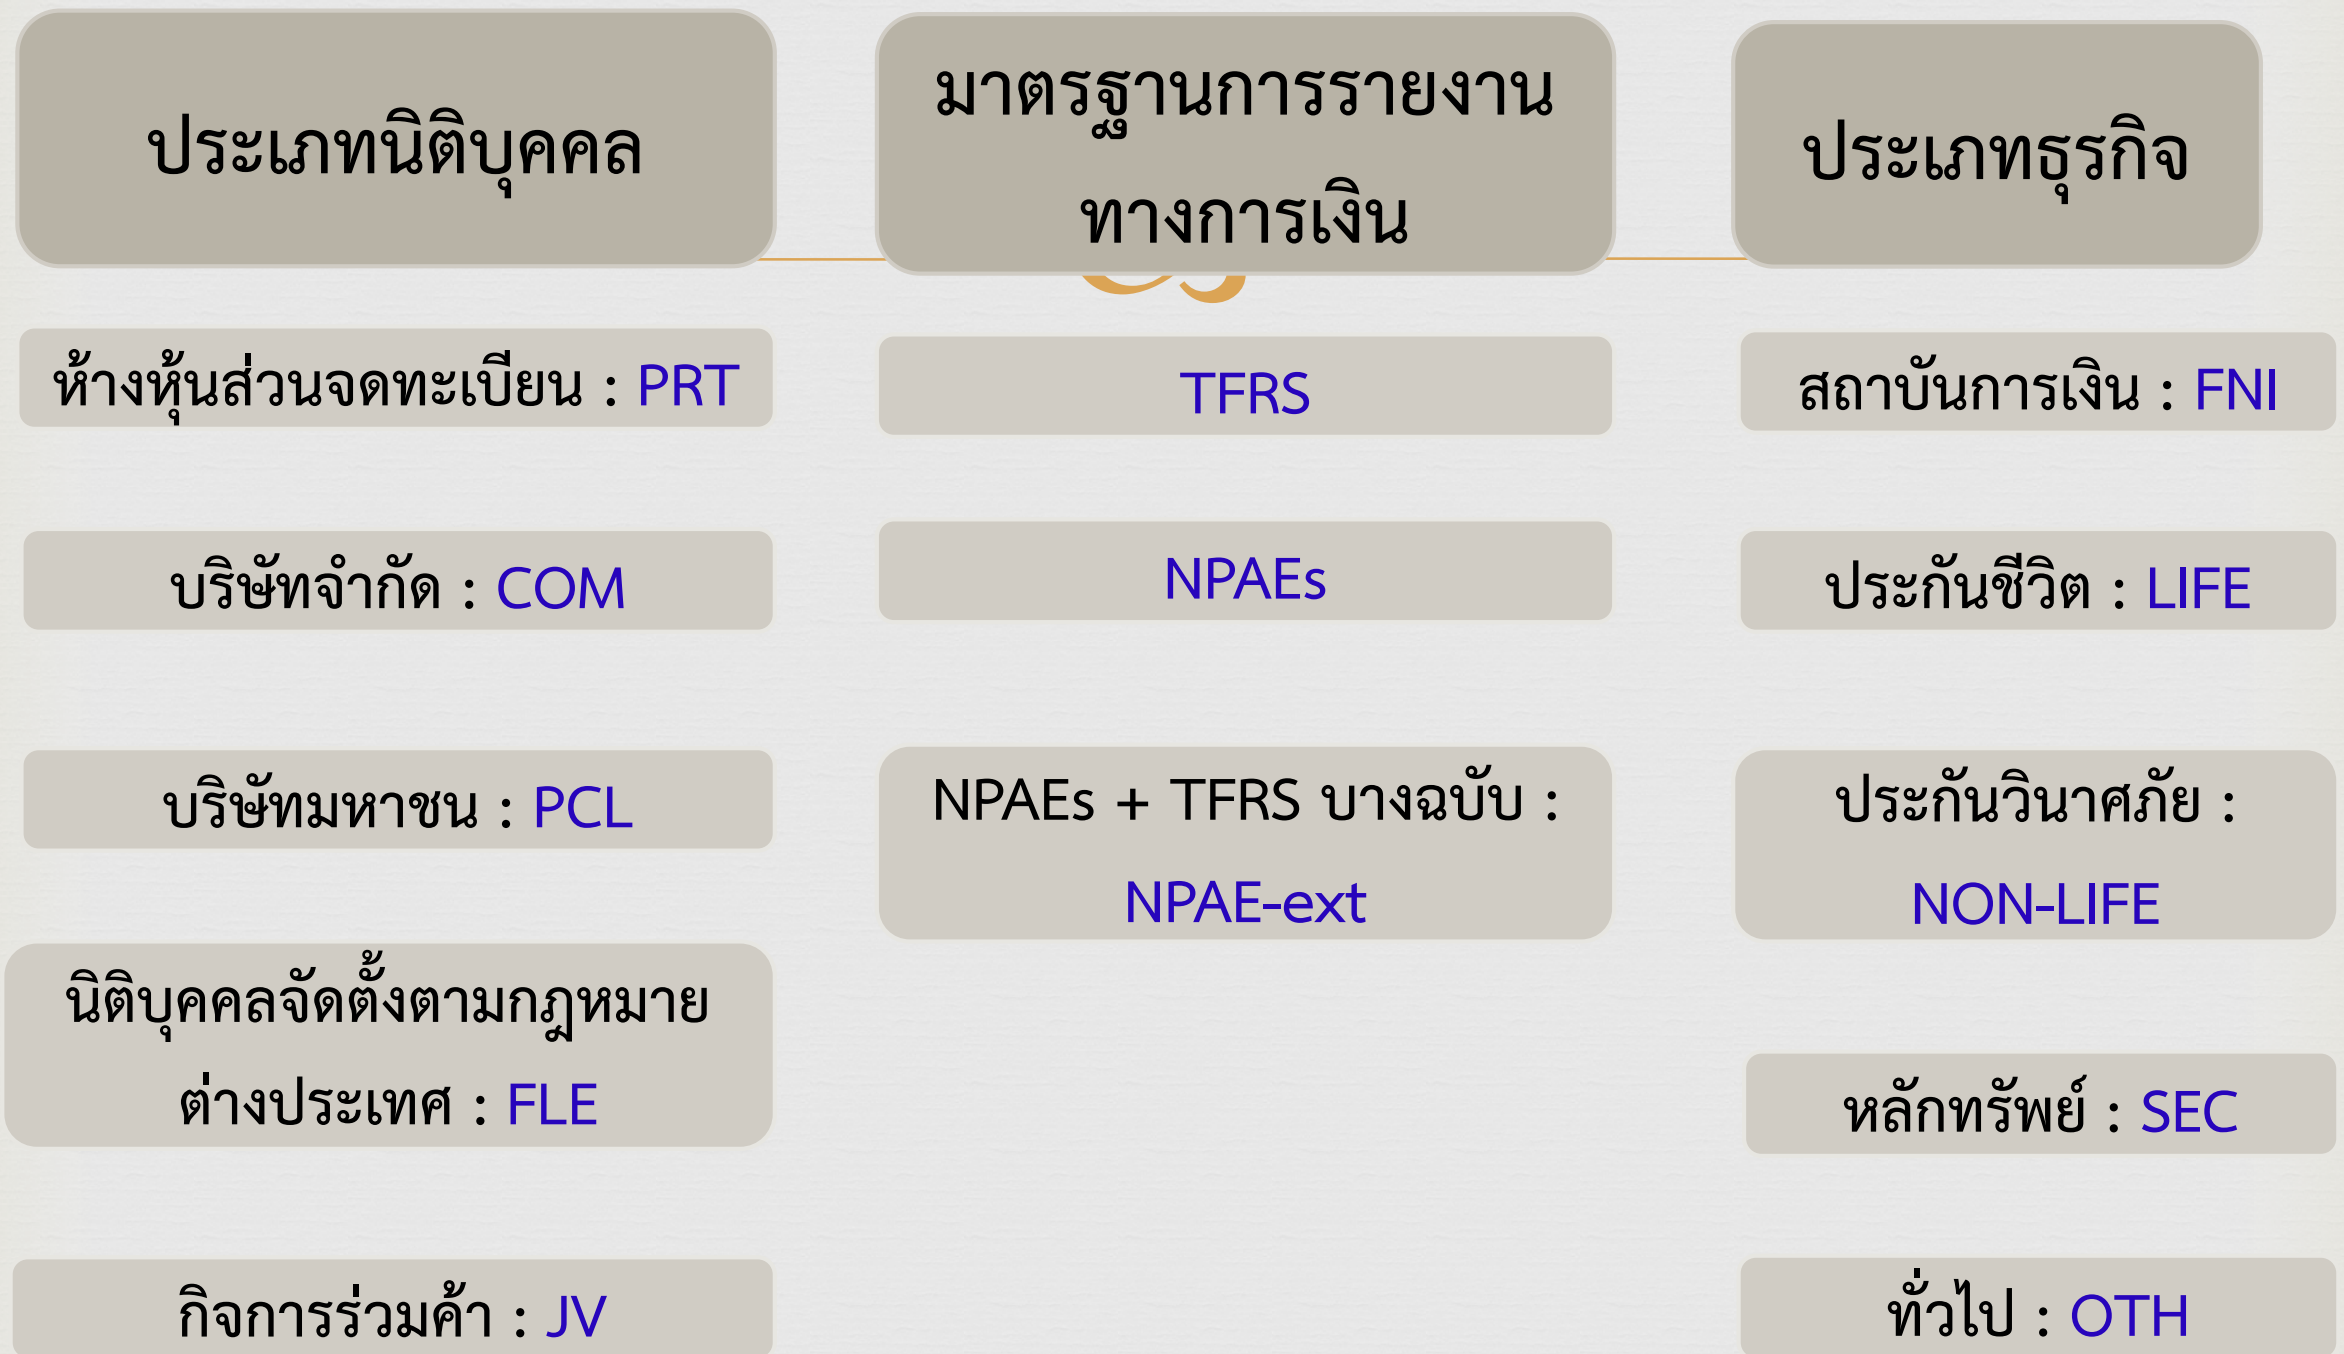 ประเภทนิติบุคคล
ห้างหุ้นส่วนจดทะเบียน : PRT
บริษัทจำกัด : COM
บริษัทมหาชน : PCL
นิติบุคคลจัดตั้งตามกฎหมาย
ต่างประเทศ : FLE
กิจการร่วมค้า : JV
มาตรฐานการรายงาน
ทางการเงิน
TFRS
NPAEs
NPAEs + TFRS บางฉบับ :
NPAE-ext
ประเภทธุรกิจ
สถาบันการเงิน : FNI
ประกันชีวิต : LIFE
ประกันวินาศภัย :
NON-LIFE
หลักทรัพย์ : SEC
ทั่วไป : OTH